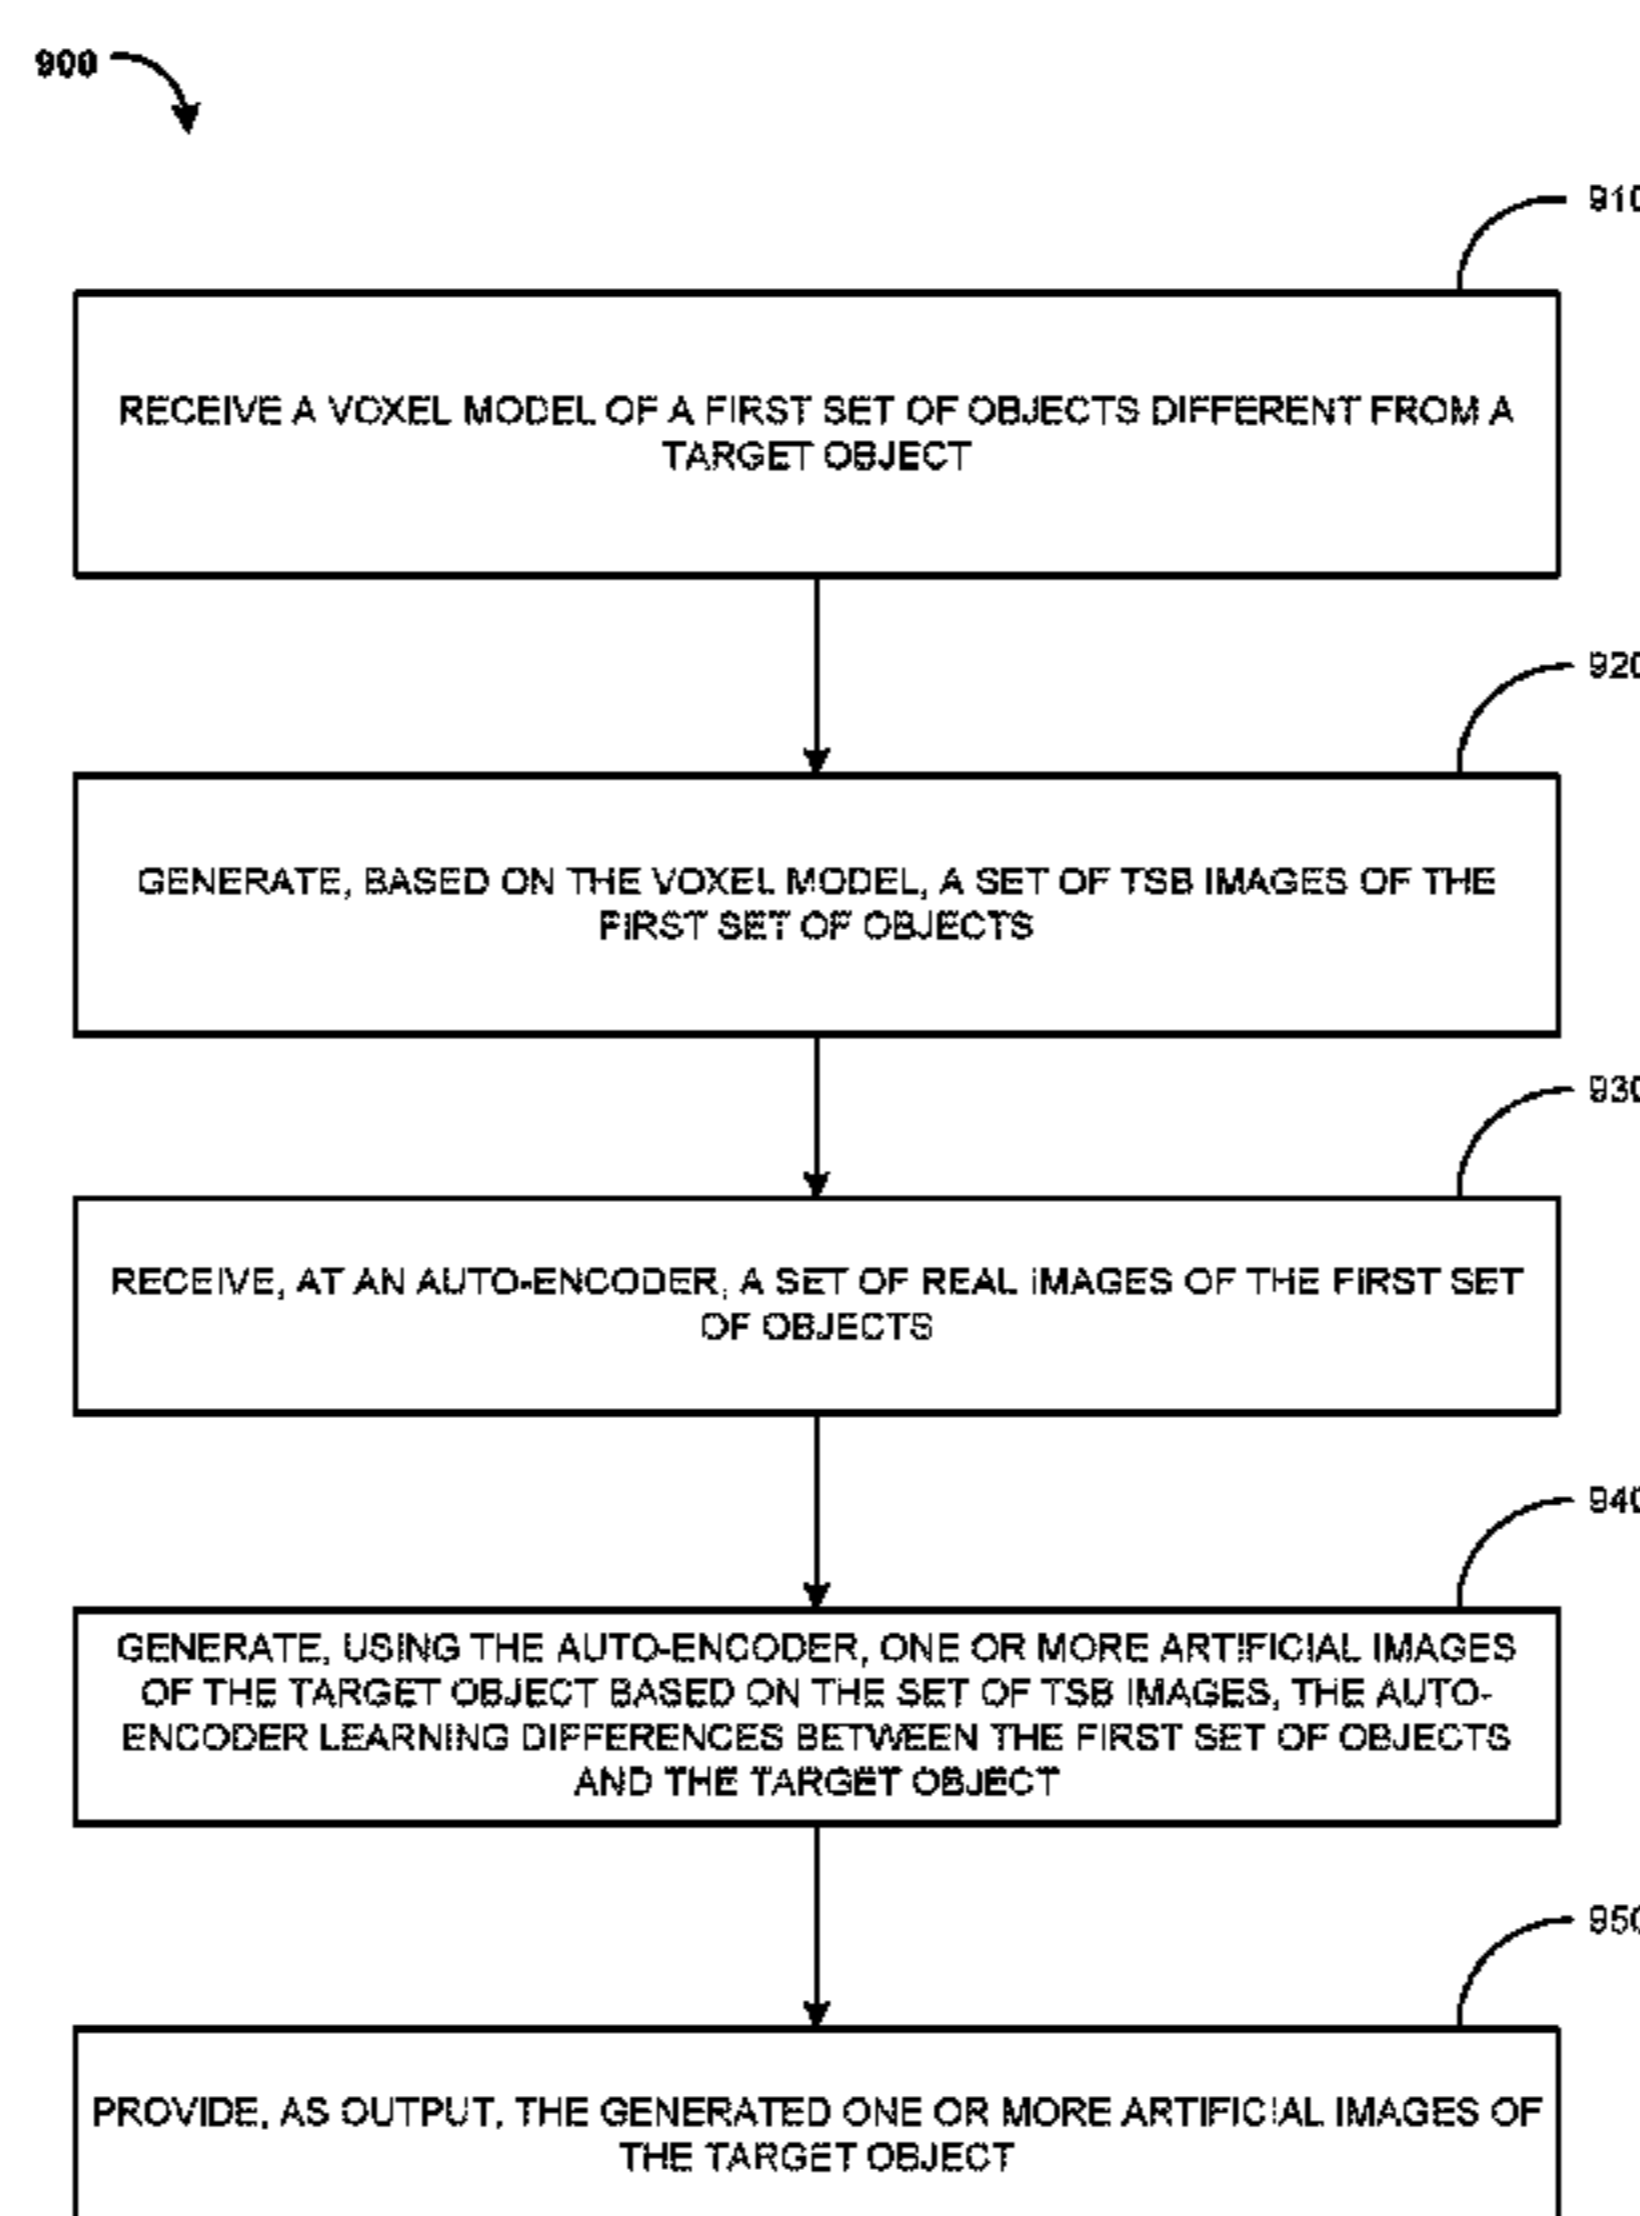 900
910
RECEIVE A VOXEL MODEL OF A FIRST SET OF OBJECTS DIFFERENT FROM A
TARGET OBJECT
920
GENERATE, BASED ON THE VOXEL MODEL, A SET OF TSB IMAGES OF THE
FIRST SET OF OBJECTS
930
RECEIVE, AT AN AUTO-ENCODER, A SET OF REAL IMAGES OF THE FIRST SET
OF OBJECTS
940
GENERATE, USING THE AUTO-ENCODER, ONE OR MORE ARTIFICIAL IMAGES
OF THE TARGET OBJECT BASED ON THE SET OF TSB IMAGES, THE AUTO-
ENCODER LEARNING DIFFERENCES BETWEEN THE FIRST SET OF OBJECTS
AND THE TARGET OBJECT
950
PROVIDE, AS OUTPUT, THE GENERATED ONE OR MORE ARTIFICIAL IMAGES OF
THE TARGET OBJECT